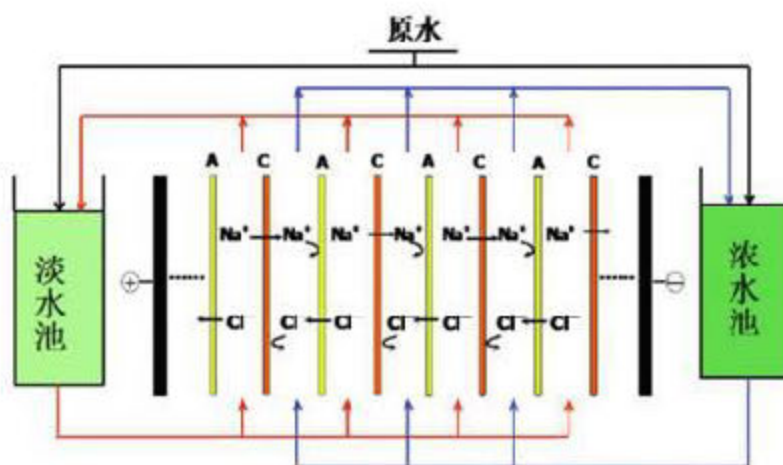 原水
A C A C A C A C
Na⁺ Na⁺ Na⁺ Na⁺ Na⁺ Na⁺ Na⁺
淡水池
+
−
浓水池
Cl Cl Cl⁻ Cl Cl⁻ Cl⁻ Cl⁻ Cl⁻